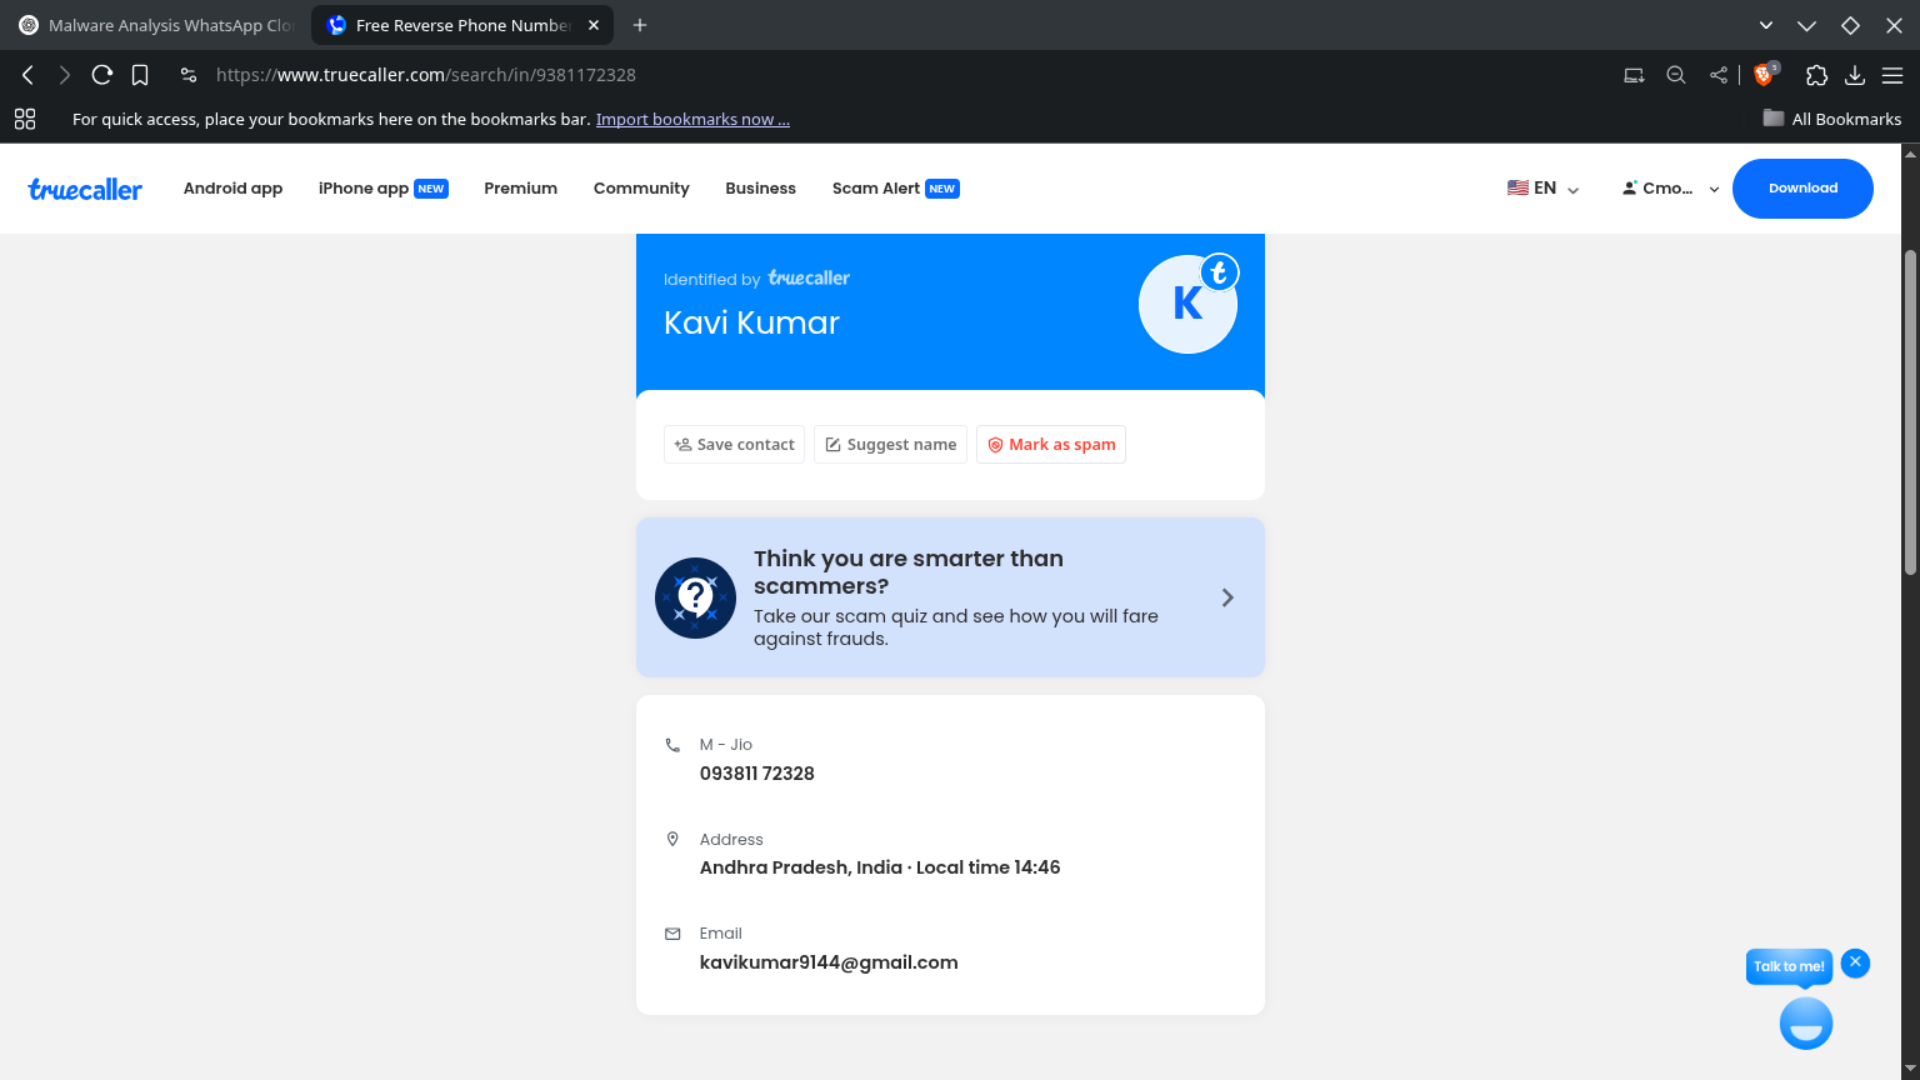 Malware Analysis WhatsApp Clo
Free Reverse Phone Numbe
https://www.truecaller.com/search/in/9381172328
5
For quick access, place your bookmarks here on the bookmarks bar. Import bookmarks now ...
All Bookmarks
truecaller
Android app
iPhone app NEW
Premium
Community
Business
Scam Alert NEW
EN
Cmo...
Download
Identified by truecaller
Kavi Kumar
K
t
Save contact
Suggest name
Mark as spam
Think you are smarter than
scammers?
Take our scam quiz and see how you will fare
against frauds.
M - Jio
093811 72328
Address
Andhra Pradesh, India · Local time 14:46
Email
kavikumar9144@gmail.com
Talk to me!